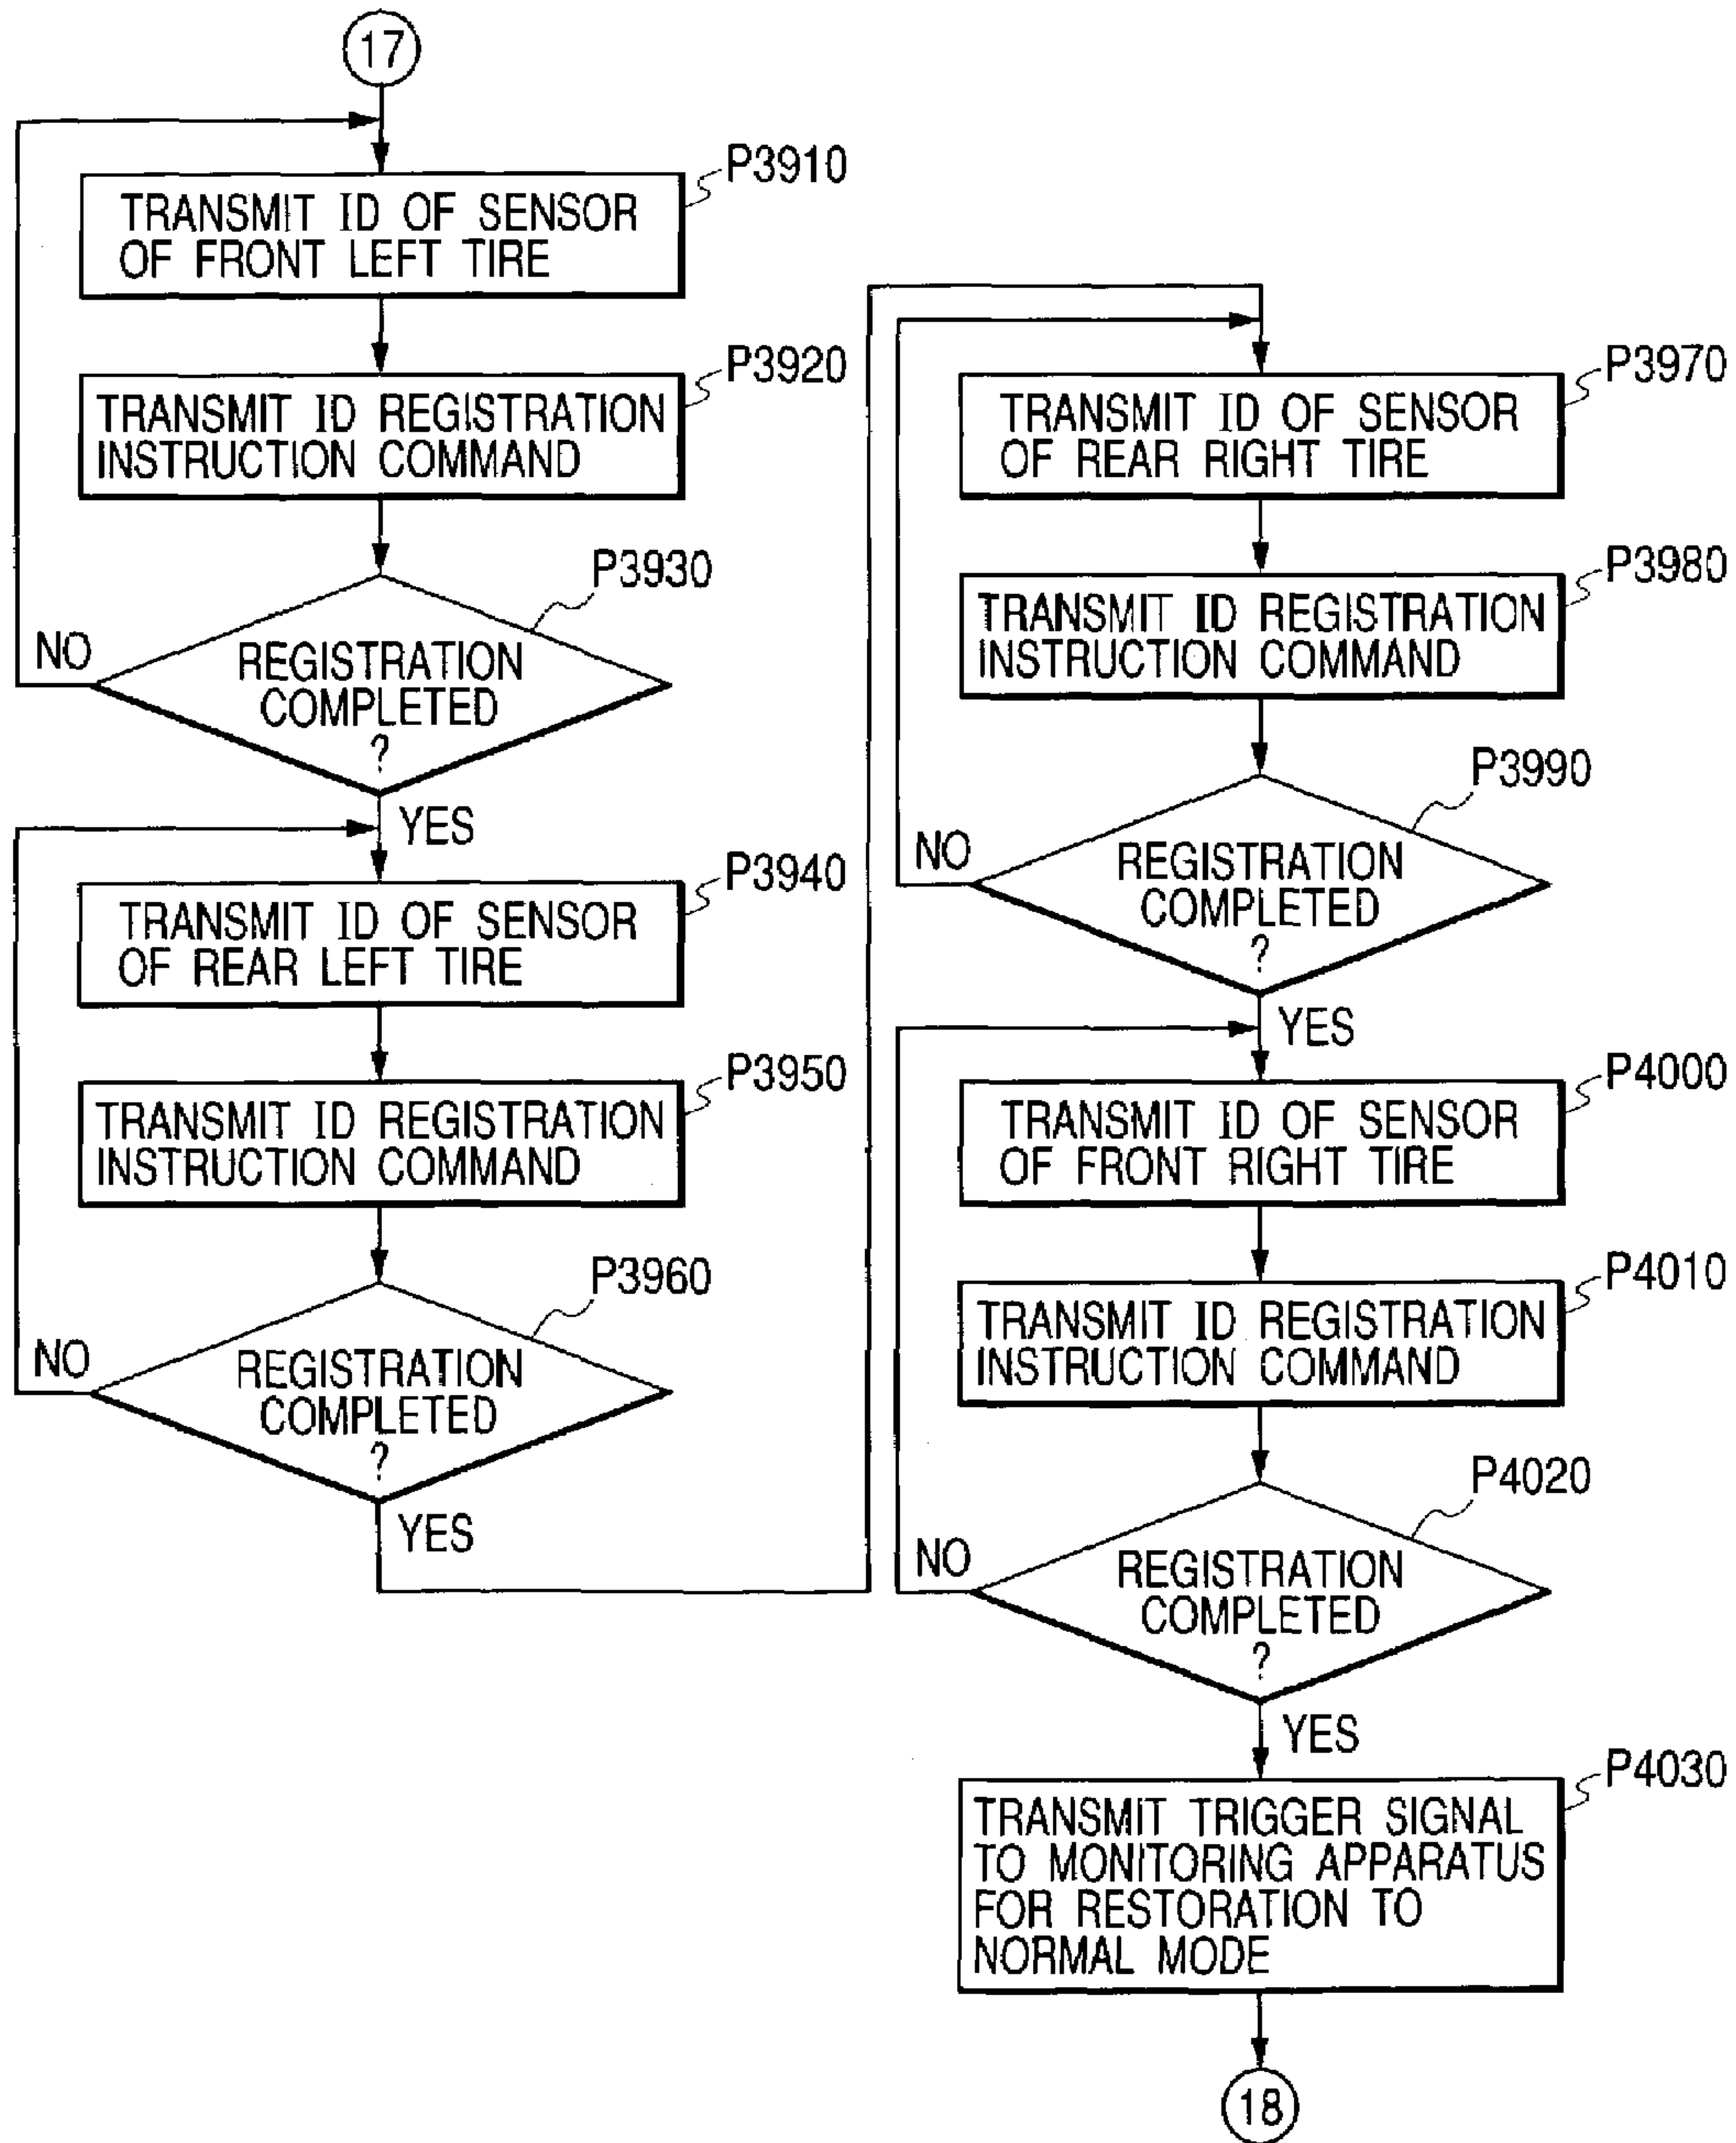 17
P3910
TRANSMIT ID OF SENSOR
OF FRONT LEFT TIRE
P3920
TRANSMIT ID REGISTRATION
INSTRUCTION COMMAND
P3930
NO
REGISTRATION
COMPLETED
?
YES
P3940
TRANSMIT ID OF SENSOR
OF REAR LEFT TIRE
P3950
TRANSMIT ID REGISTRATION
INSTRUCTION COMMAND
P3960
NO
REGISTRATION
COMPLETED
?
YES
P3970
TRANSMIT ID OF SENSOR
OF REAR RIGHT TIRE
P3980
TRANSMIT ID REGISTRATION
INSTRUCTION COMMAND
P3990
NO
REGISTRATION
COMPLETED
?
YES
P4000
TRANSMIT ID OF SENSOR
OF FRONT RIGHT TIRE
P4010
TRANSMIT ID REGISTRATION
INSTRUCTION COMMAND
P4020
NO
REGISTRATION
COMPLETED
?
YES
P4030
TRANSMIT TRIGGER SIGNAL
TO MONITORING APPARATUS
FOR RESTORATION TO
NORMAL MODE
18